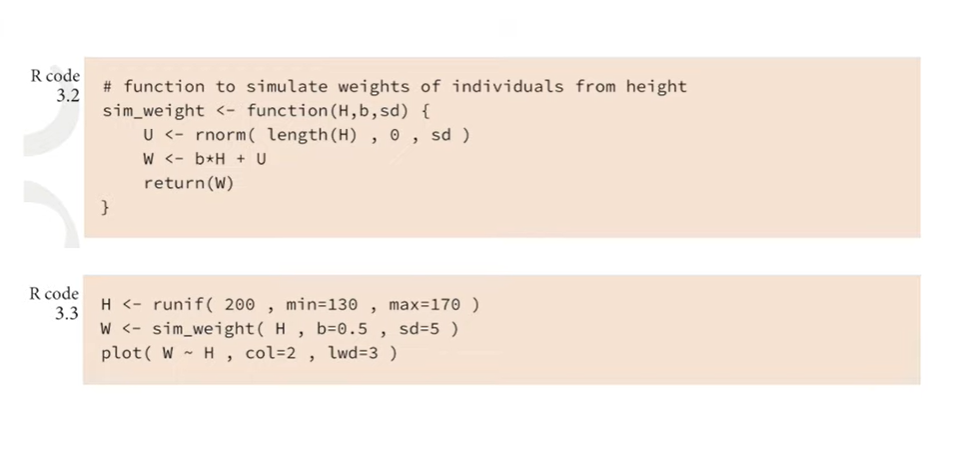 R code
3.2
# function to simulate weights of individuals from height
sim_weight <- function(H,b,sd) {
    U <- rnorm( length(H) , 0 , sd )
    W <- b*H + U
    return(W)
}
R code
3.3
H <- runif( 200 , min=130 , max=170 )
W <- sim_weight( H , b=0.5 , sd=5 )
plot( W ~ H , col=2 , lwd=3 )